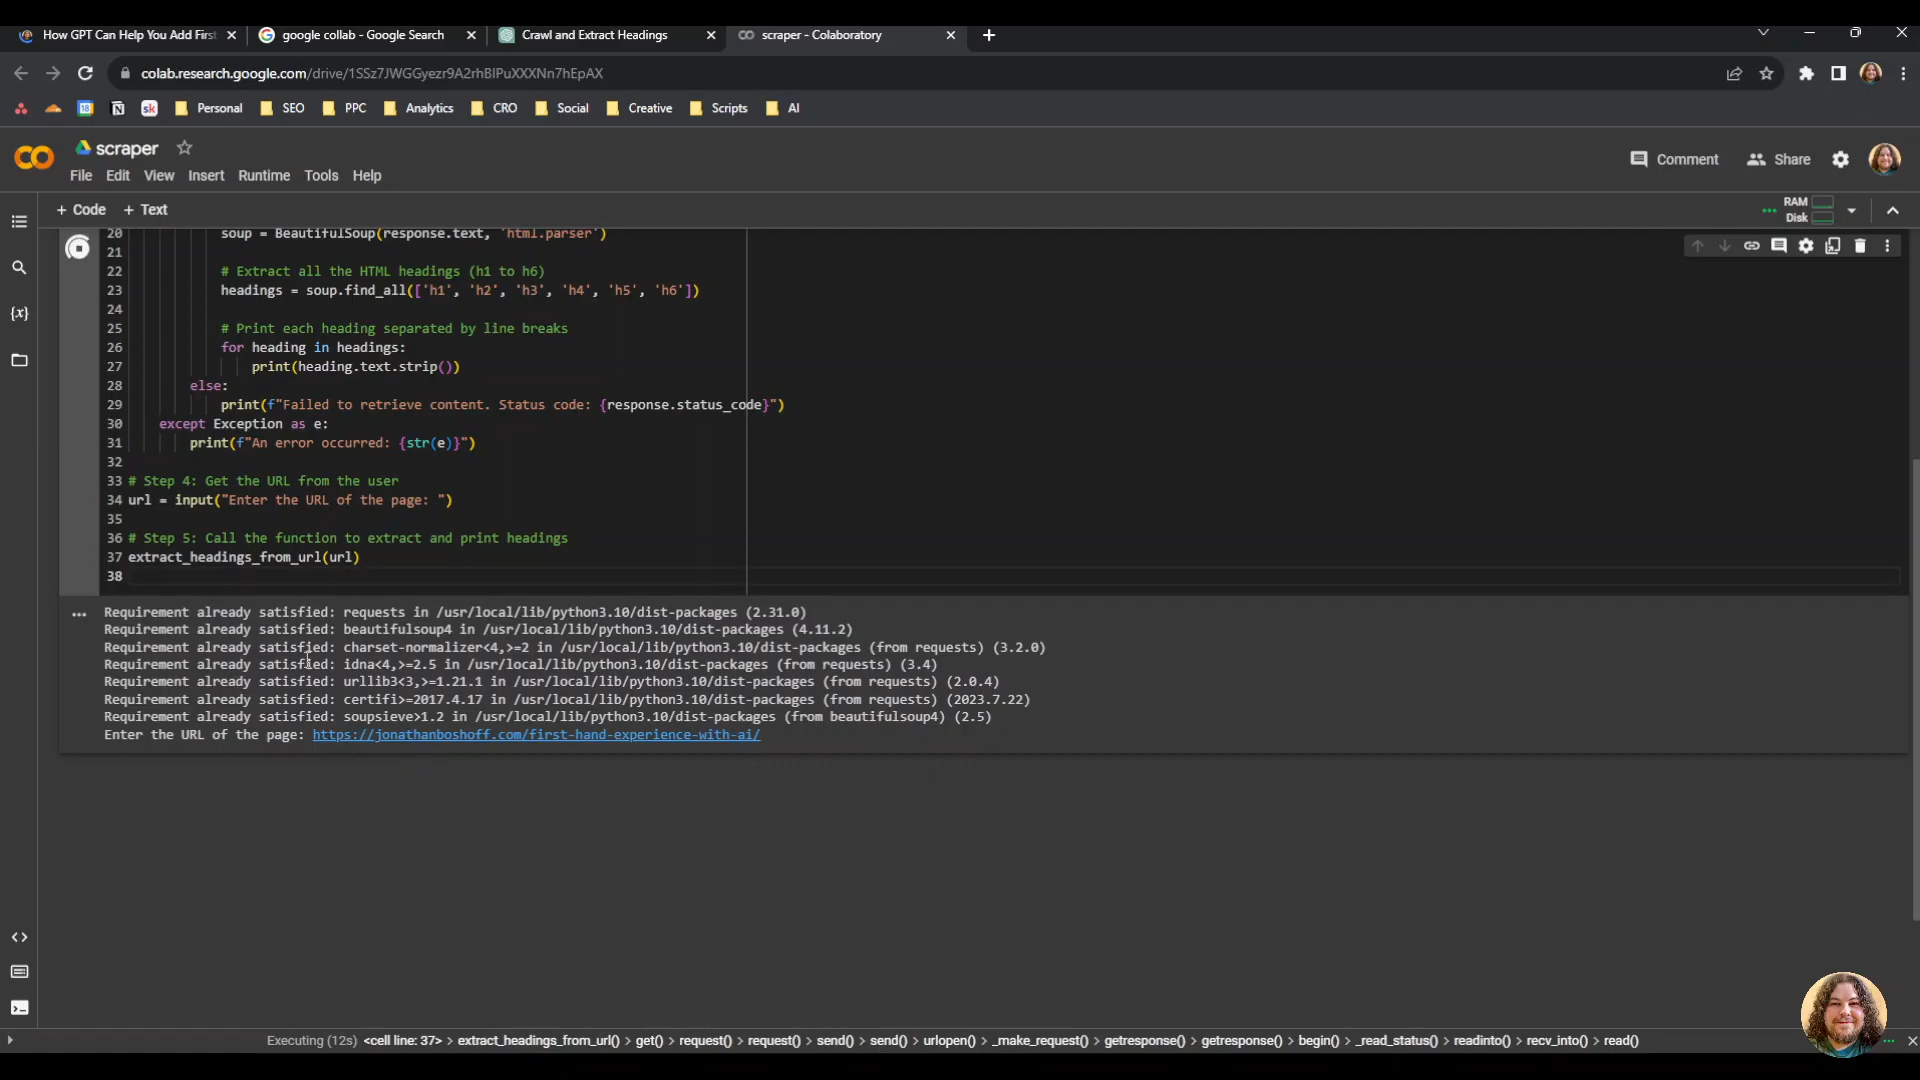 How GPT Can Help You Add First
google collab - Google Search
Crawl and Extract Headings
scraper - Colaboratory
colab.research.google.com/drive/1SSz7JWGGyezr9A2rhBIPuXXXNn7hEpAX
18
sk
Personal
SEO
PPC
Analytics
CRO
Social
Creative
Scripts
AI
scraper
Comment
Share
File Edit View Insert Runtime Tools Help
+ Code + Text
RAM
Disk
20 soup = BeautifulSoup(response.text, 'html.parser')
21
22 # Extract all the HTML headings (h1 to h6)
23 headings = soup.find_all(['h1', 'h2', 'h3', 'h4', 'h5', 'h6'])
24
25 # Print each heading separated by line breaks
26 for heading in headings:
27 print(heading.text.strip())
28 else:
29 print(f"Failed to retrieve content. Status code: {response.status_code}")
30 except Exception as e:
31 print(f"An error occurred: {str(e)}")
32
33 # Step 4: Get the URL from the user
34 url = input("Enter the URL of the page: ")
35
36 # Step 5: Call the function to extract and print headings
37 extract_headings_from_url(url)
38
Requirement already satisfied: requests in /usr/local/lib/python3.10/dist-packages (2.31.0)
Requirement already satisfied: beautifulsoup4 in /usr/local/lib/python3.10/dist-packages (4.11.2)
Requirement already satisfied: charset-normalizer<4,>=2 in /usr/local/lib/python3.10/dist-packages (from requests) (3.2.0)
Requirement already satisfied: idna<4,>=2.5 in /usr/local/lib/python3.10/dist-packages (from requests) (3.4)
Requirement already satisfied: urllib3<3,>=1.21.1 in /usr/local/lib/python3.10/dist-packages (from requests) (2.0.4)
Requirement already satisfied: certifi>=2017.4.17 in /usr/local/lib/python3.10/dist-packages (from requests) (2023.7.22)
Requirement already satisfied: soupsieve>1.2 in /usr/local/lib/python3.10/dist-packages (from beautifulsoup4) (2.5)
Enter the URL of the page: https://jonathanboshoff.com/first-hand-experience-with-ai/
Executing (12s) <cell line: 37> > extract_headings_from_url() > get() > request() > request() > send() > send() > urlopen() > _make_request() > getresponse() > getresponse() > begin() > _read_status() > readinto() > recv_into() > read()